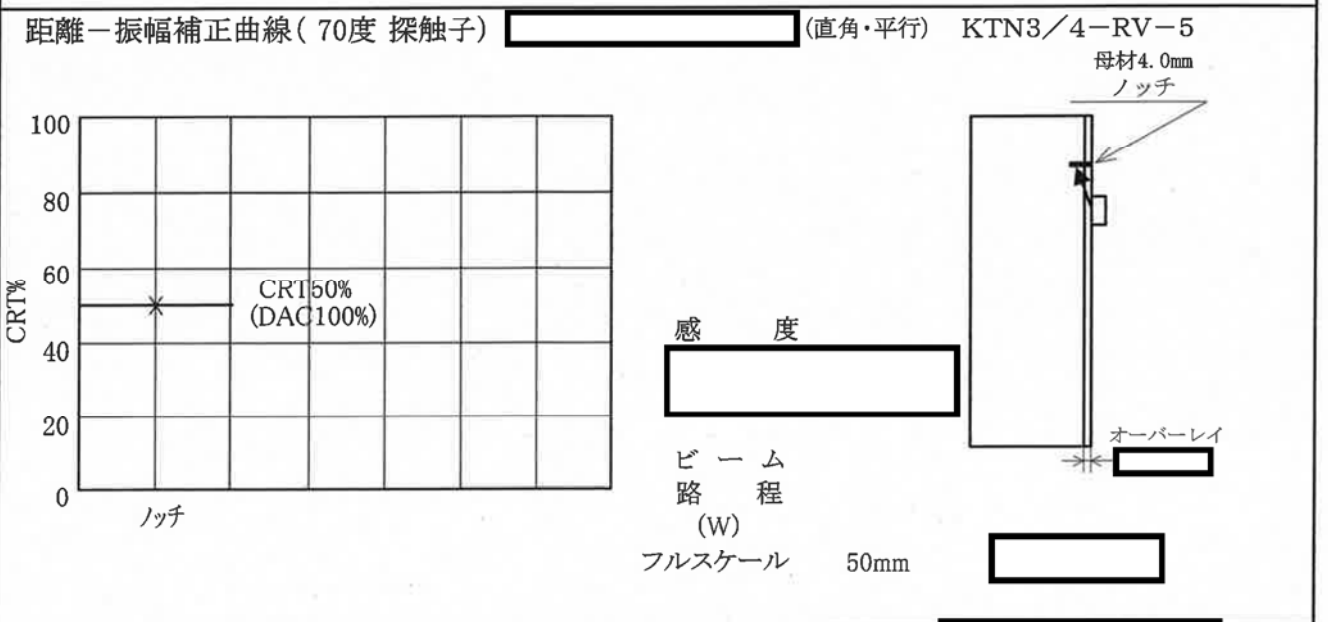 距離－振幅補正曲線( 70度 探触子)
(直角・平行)
KTN3／4－RV－5
母材4.0mm
ノッチ
100
80
60
40
20
0
CRT%
CRT50%
(DAC100%)
ノッチ
感 度
オーバーレイ
ビーム
路 程
(W)
フルスケール 50mm